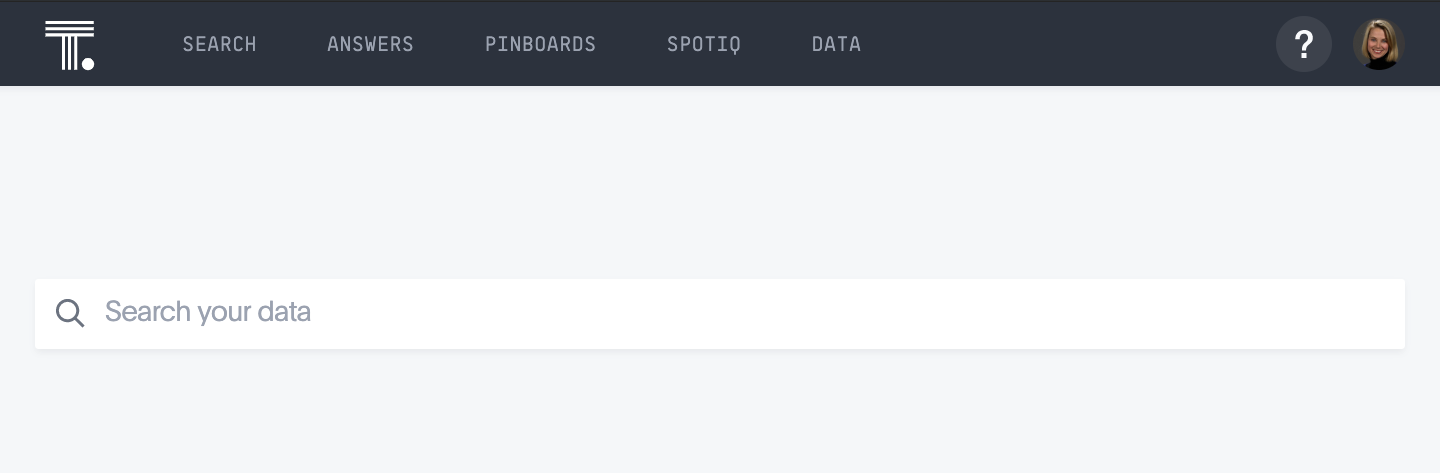 T.
SEARCH ANSWERS PINBOARDS SPOTIQ DATA ?
Search your data